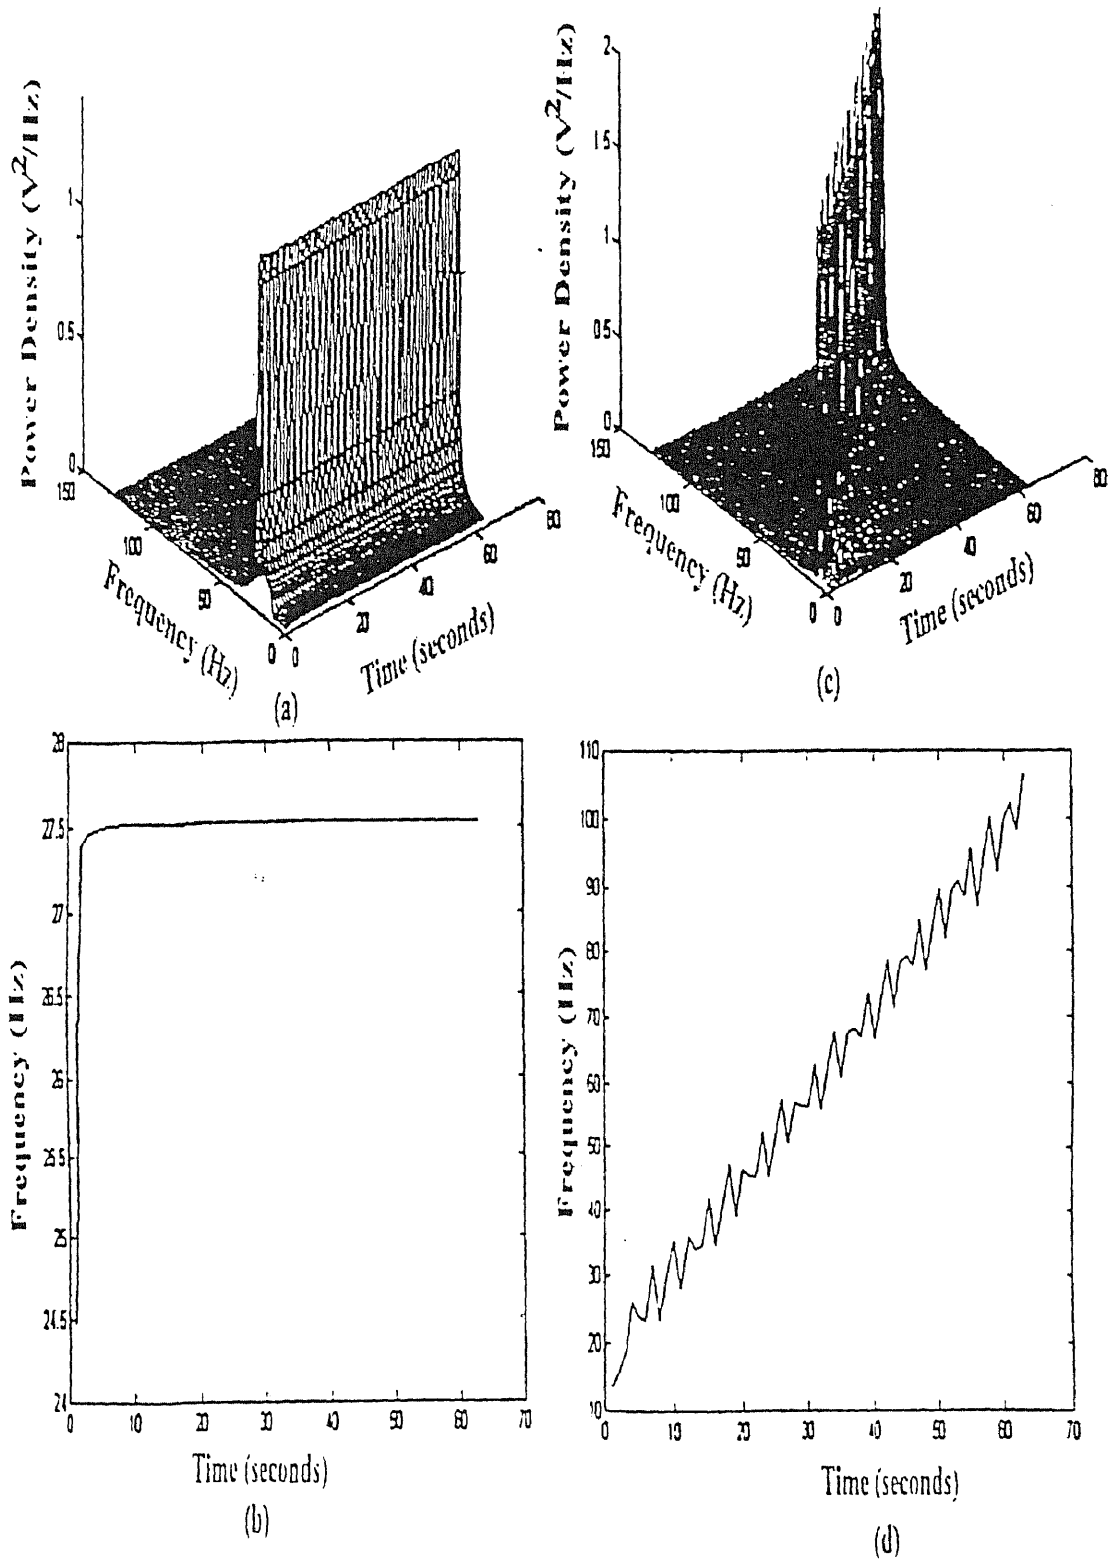 Power Density (V²/Hz)
1
0.5
0
150
100
50
0
Frequency (Hz)
0
20
40
60
80
Time (seconds)
(a)
Power Density (V²/Hz)
2
1.5
1
0.5
0
150
100
50
0
Frequency (Hz)
0
20
40
60
80
Time (seconds)
(c)
Frequency (Hz)
28
27.5
27
26.5
26
25.5
25
24.5
24
0 10 20 30 40 50 60 70
Time (seconds)
(b)
Frequency (Hz)
110
100
90
80
70
60
50
40
30
20
10
0 10 20 30 40 50 60 70
Time (seconds)
(d)